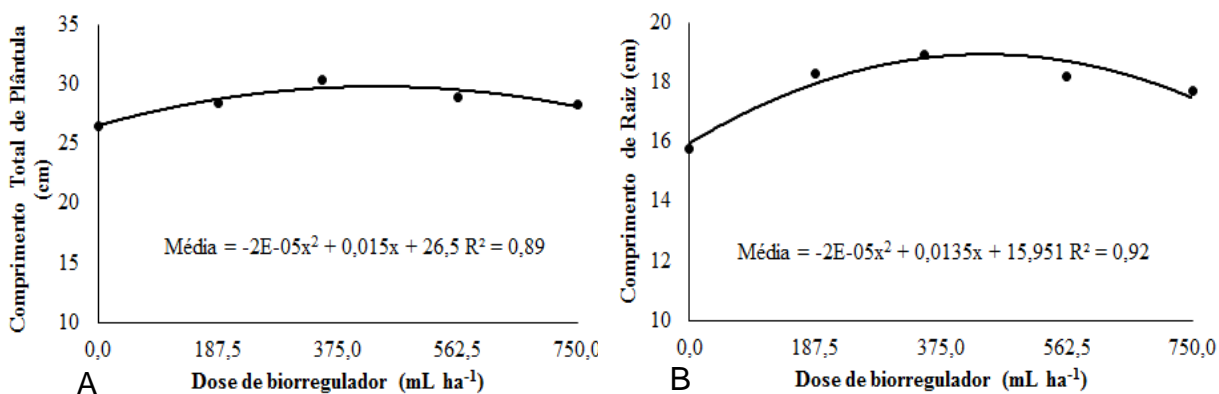 Comprimento Total de Plântula
(cm)
35
30
25
20
15
10
Média = -2E-05x² + 0,015x + 26,5 R² = 0,89
0,0 187,5 375,0 562,5 750,0
A
Dose de biorregulador (mL ha⁻¹)
Comprimento de Raiz (cm)
20
18
16
14
12
10
Média = -2E-05x² + 0,0135x + 15,951 R² = 0,92
0,0 187,5 375,0 562,5 750,0
B
Dose de biorregulador (mL ha⁻¹)